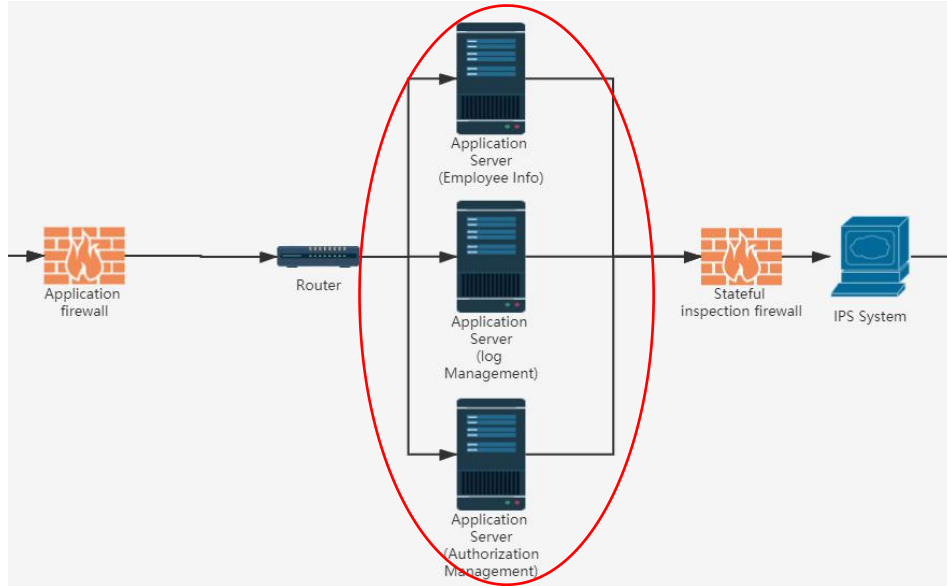 Application
Server
(Employee Info)
Application
firewall
Router
Application
Server
(log
Management)
Stateful
inspection firewall
IPS System
Application
Server
(Authorization
Management)